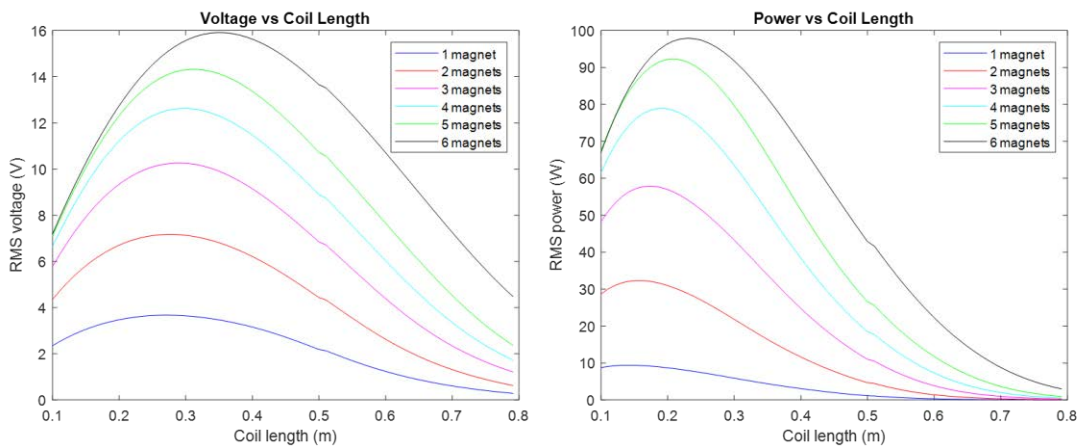 Voltage vs Coil Length
16
14
12
10
8
6
4
2
0
RMS voltage (V)
0.1 0.2 0.3 0.4 0.5 0.6 0.7 0.8
Coil length (m)
1 magnet
2 magnets
3 magnets
4 magnets
5 magnets
6 magnets
Power vs Coil Length
100
90
80
70
60
50
40
30
20
10
0
RMS power (W)
0.1 0.2 0.3 0.4 0.5 0.6 0.7 0.8
Coil length (m)
1 magnet
2 magnets
3 magnets
4 magnets
5 magnets
6 magnets